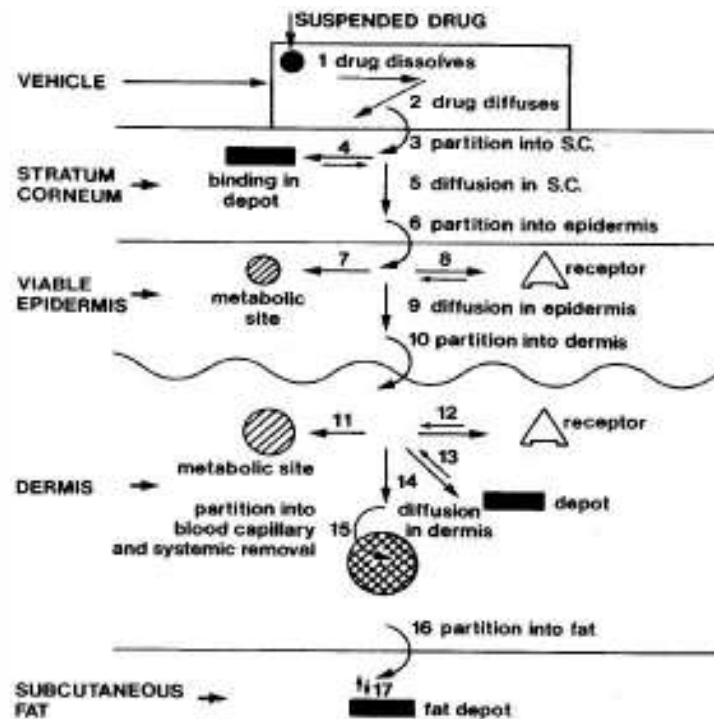 SUSPENDED DRUG
1 drug dissolves
VEHICLE
2 drug diffuses
3 partition into S.C.
4
STRATUM
CORNEUM
binding in
depot
5 diffusion in S.C.
6 partition into epidermis
7
8
receptor
VIABLE
EPIDERMIS
metabolic
site
9 diffusion in epidermis
10 partition into dermis
11
12
receptor
metabolic site
13
DERMIS
14
partition into
blood capillary
and systemic removal
15
diffusion
in dermis
depot
16 partition into fat
SUBCUTANEOUS
FAT
17
fat depot